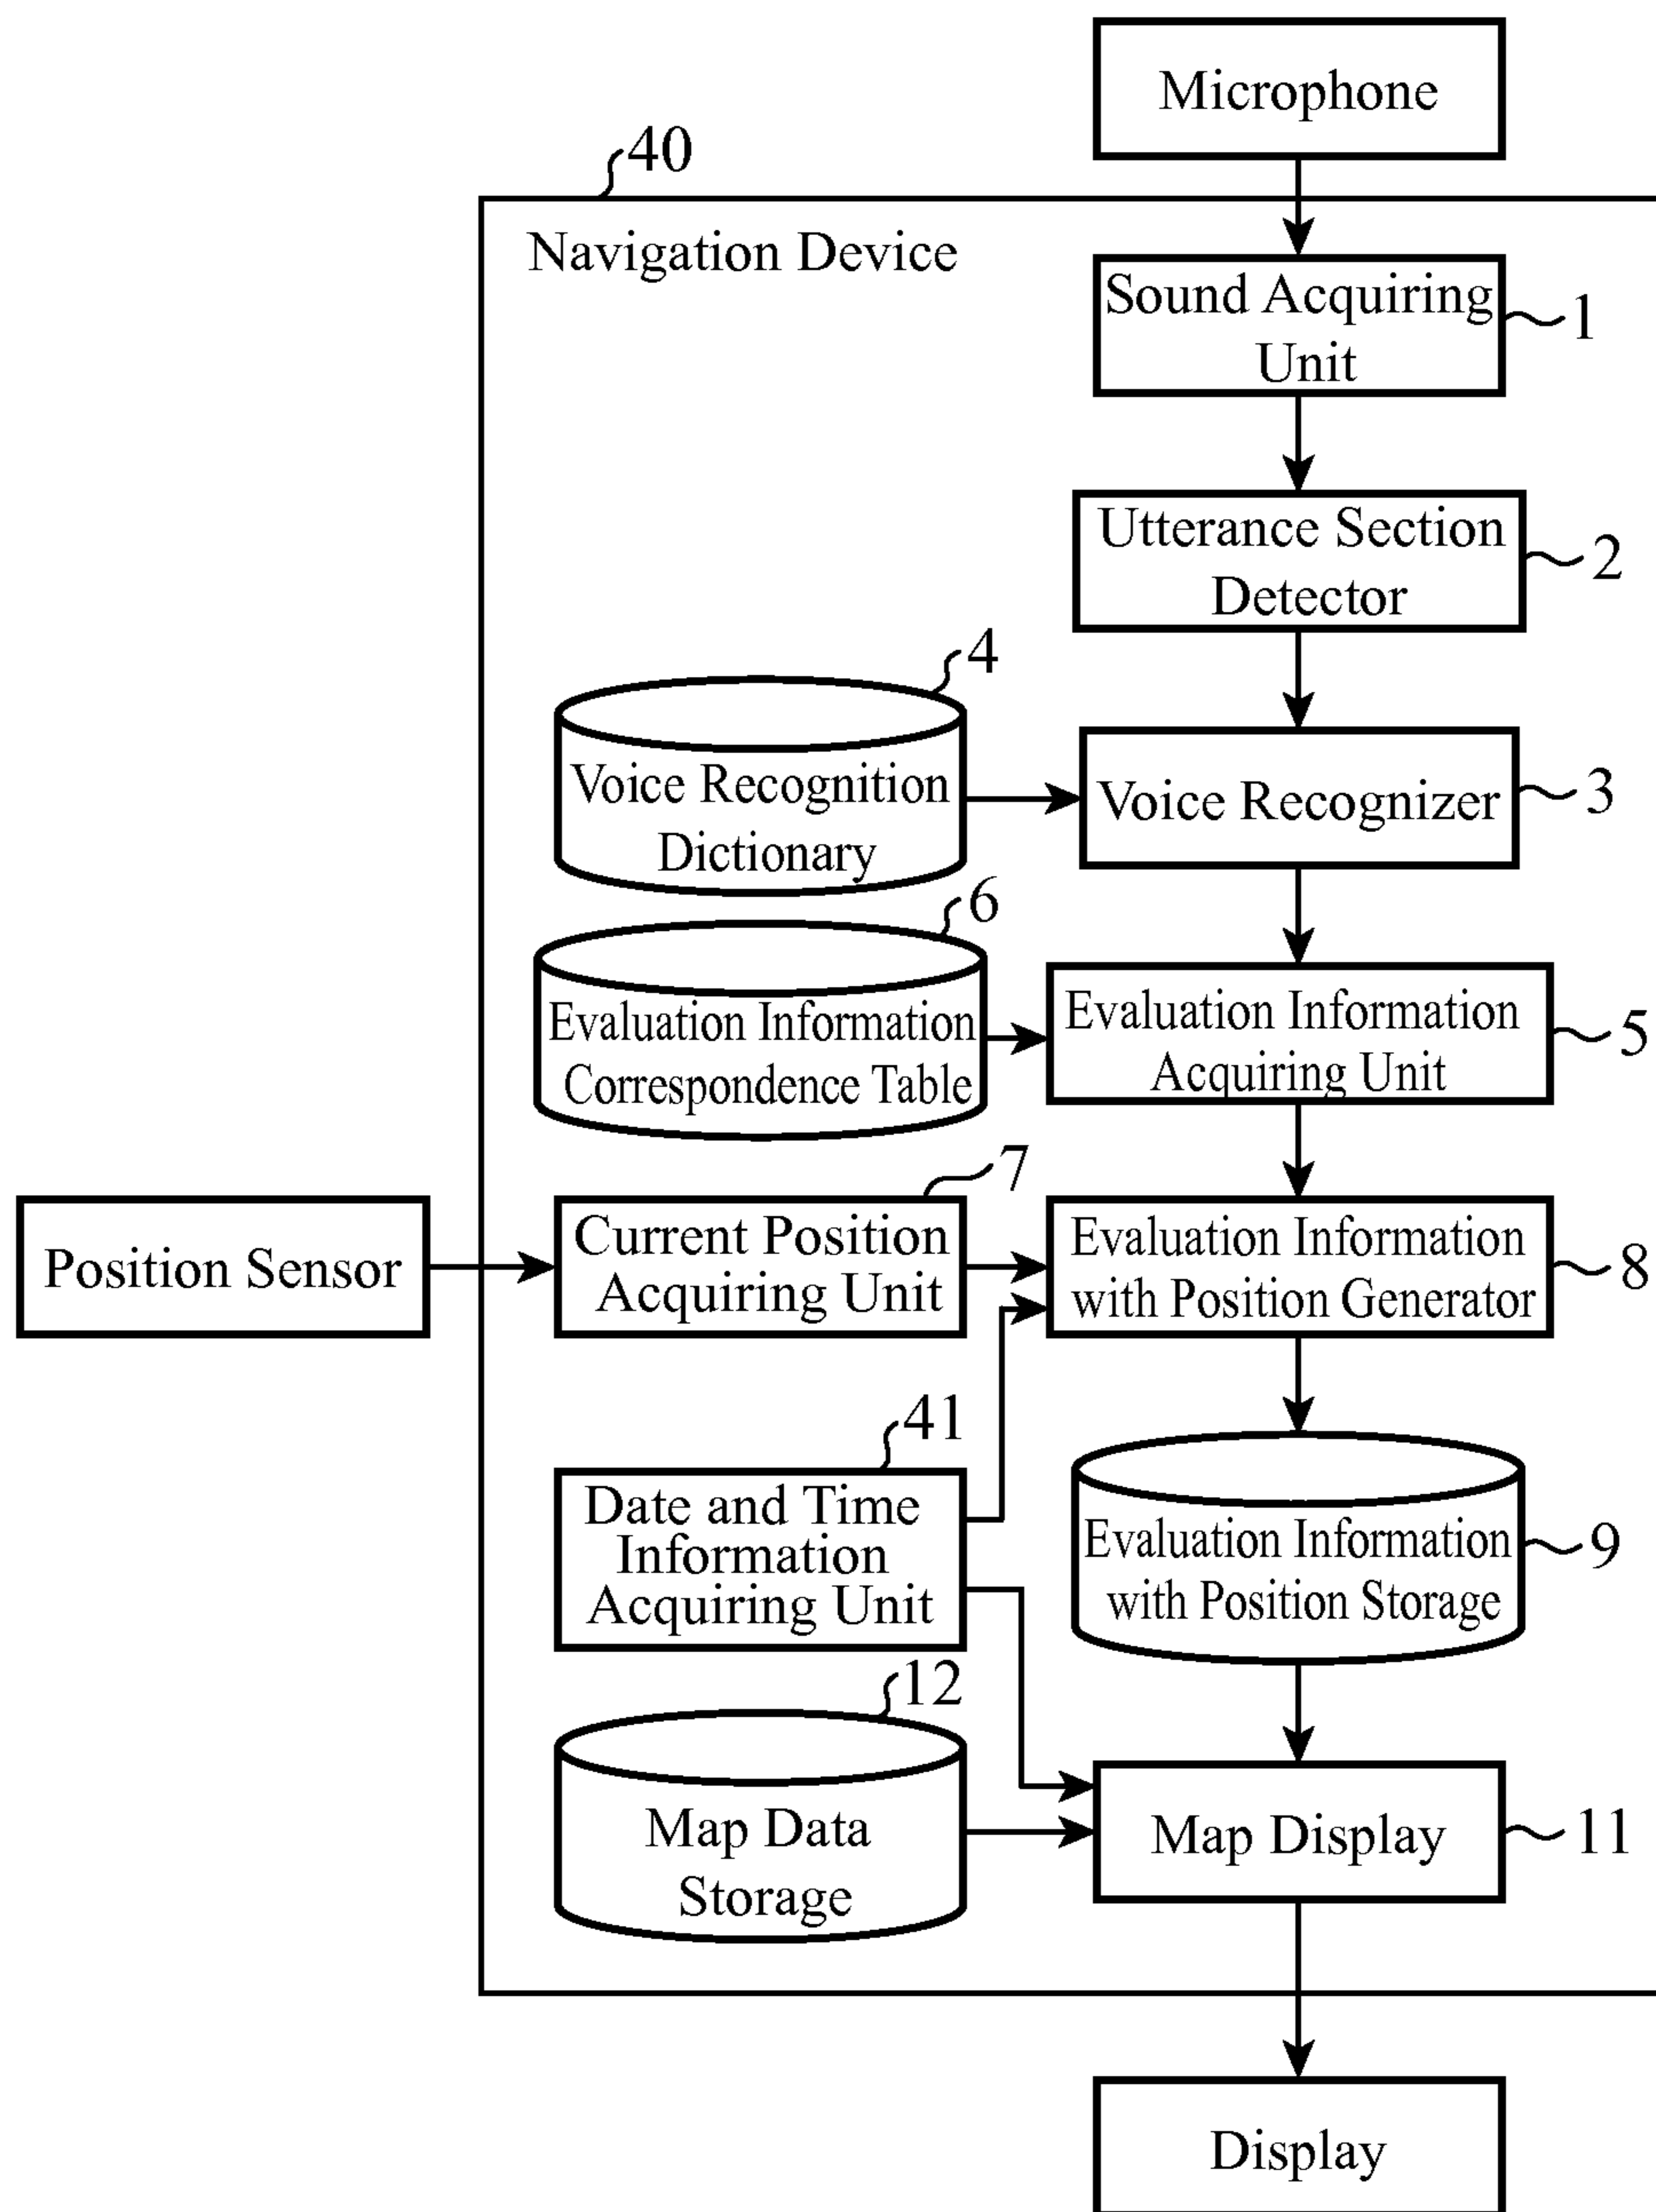 Microphone
40
Navigation Device
Sound Acquiring
Unit
1
Utterance Section
Detector
2
4
Voice Recognition
Dictionary
Voice Recognizer
3
6
Evaluation Information
Correspondence Table
Evaluation Information
Acquiring Unit
5
Position Sensor
7
Current Position
Acquiring Unit
Evaluation Information
with Position Generator
8
41
Date and Time
Information
Acquiring Unit
Evaluation Information
with Position Storage
9
12
Map Data
Storage
Map Display
11
Display